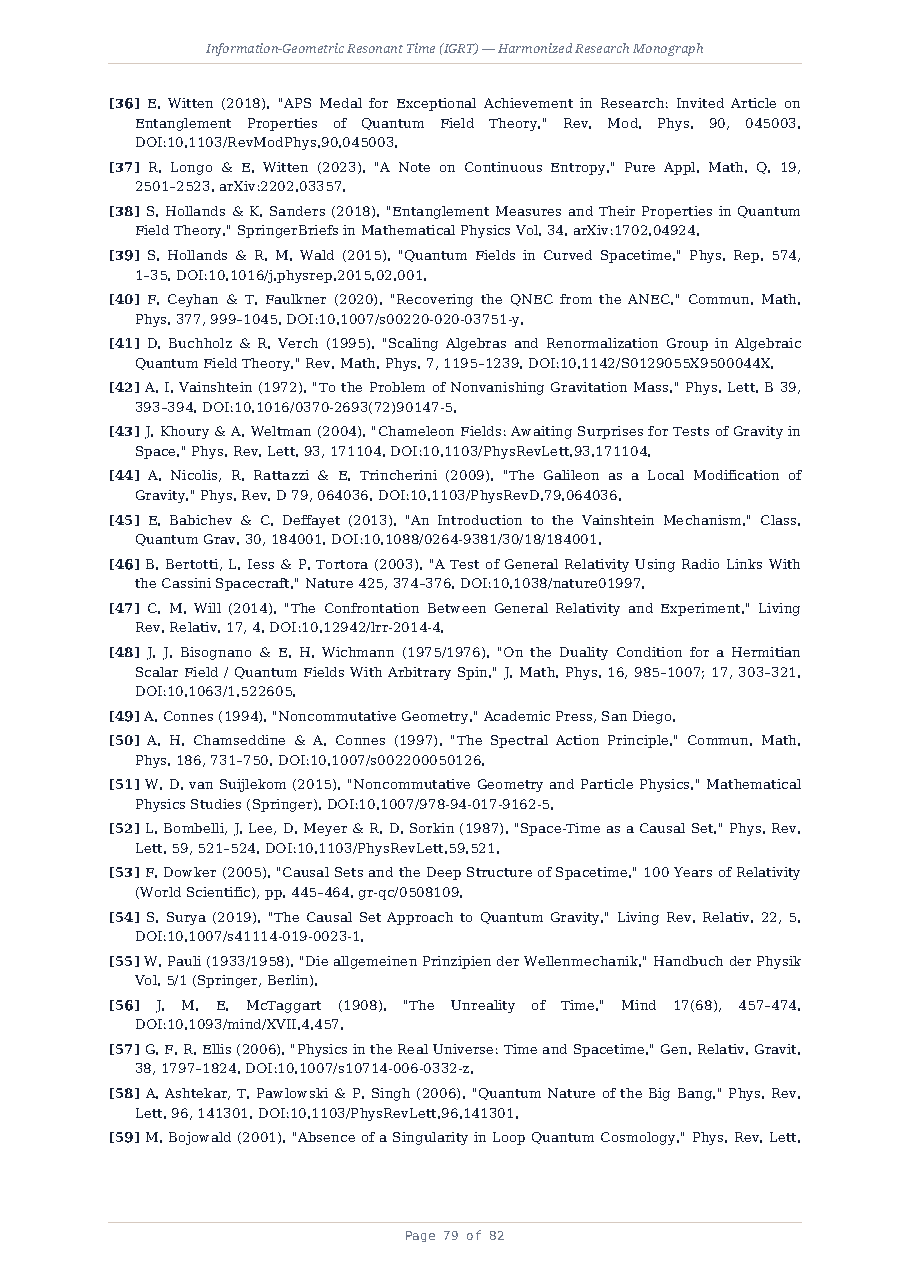 Information-Geometric Resonant Time (IGRT) — Harmonized Research Monograph
[36] E. Witten (2018). "APS Medal for Exceptional Achievement in Research: Invited Article on
Entanglement Properties of Quantum Field Theory." Rev. Mod. Phys. 90, 045003.
DOI:10.1103/RevModPhys.90.045003.
[37] R. Longo & E. Witten (2023). "A Note on Continuous Entropy." Pure Appl. Math. Q. 19,
2501–2523. arXiv:2202.03357.
[38] S. Hollands & K. Sanders (2018). "Entanglement Measures and Their Properties in Quantum
Field Theory." SpringerBriefs in Mathematical Physics Vol. 34. arXiv:1702.04924.
[39] S. Hollands & R. M. Wald (2015). "Quantum Fields in Curved Spacetime." Phys. Rep. 574,
1–35. DOI:10.1016/j.physrep.2015.02.001.
[40] F. Ceyhan & T. Faulkner (2020). "Recovering the QNEC from the ANEC." Commun. Math.
Phys. 377, 999–1045. DOI:10.1007/s00220-020-03751-y.
[41] D. Buchholz & R. Verch (1995). "Scaling Algebras and Renormalization Group in Algebraic
Quantum Field Theory." Rev. Math. Phys. 7, 1195–1239. DOI:10.1142/S0129055X9500044X.
[42] A. I. Vainshtein (1972). "To the Problem of Nonvanishing Gravitation Mass." Phys. Lett. B 39,
393–394. DOI:10.1016/0370-2693(72)90147-5.
[43] J. Khoury & A. Weltman (2004). "Chameleon Fields: Awaiting Surprises for Tests of Gravity in
Space." Phys. Rev. Lett. 93, 171104. DOI:10.1103/PhysRevLett.93.171104.
[44] A. Nicolis, R. Rattazzi & E. Trincherini (2009). "The Galileon as a Local Modification of
Gravity." Phys. Rev. D 79, 064036. DOI:10.1103/PhysRevD.79.064036.
[45] E. Babichev & C. Deffayet (2013). "An Introduction to the Vainshtein Mechanism." Class.
Quantum Grav. 30, 184001. DOI:10.1088/0264-9381/30/18/184001.
[46] B. Bertotti, L. Iess & P. Tortora (2003). "A Test of General Relativity Using Radio Links With
the Cassini Spacecraft." Nature 425, 374–376. DOI:10.1038/nature01997.
[47] C. M. Will (2014). "The Confrontation Between General Relativity and Experiment." Living
Rev. Relativ. 17, 4. DOI:10.12942/lrr-2014-4.
[48] J. J. Bisognano & E. H. Wichmann (1975/1976). "On the Duality Condition for a Hermitian
Scalar Field / Quantum Fields With Arbitrary Spin." J. Math. Phys. 16, 985–1007; 17, 303–321.
DOI:10.1063/1.522605.
[49] A. Connes (1994). "Noncommutative Geometry." Academic Press, San Diego.
[50] A. H. Chamseddine & A. Connes (1997). "The Spectral Action Principle." Commun. Math.
Phys. 186, 731–750. DOI:10.1007/s002200050126.
[51] W. D. van Suijlekom (2015). "Noncommutative Geometry and Particle Physics." Mathematical
Physics Studies (Springer). DOI:10.1007/978-94-017-9162-5.
[52] L. Bombelli, J. Lee, D. Meyer & R. D. Sorkin (1987). "Space-Time as a Causal Set." Phys. Rev.
Lett. 59, 521–524. DOI:10.1103/PhysRevLett.59.521.
[53] F. Dowker (2005). "Causal Sets and the Deep Structure of Spacetime." 100 Years of Relativity
(World Scientific), pp. 445–464. gr-qc/0508109.
[54] S. Surya (2019). "The Causal Set Approach to Quantum Gravity." Living Rev. Relativ. 22, 5.
DOI:10.1007/s41114-019-0023-1.
[55] W. Pauli (1933/1958). "Die allgemeinen Prinzipien der Wellenmechanik." Handbuch der Physik
Vol. 5/1 (Springer, Berlin).
[56] J. M. E. McTaggart (1908). "The Unreality of Time." Mind 17(68), 457–474.
DOI:10.1093/mind/XVII.4.457.
[57] G. F. R. Ellis (2006). "Physics in the Real Universe: Time and Spacetime." Gen. Relativ. Gravit.
38, 1797–1824. DOI:10.1007/s10714-006-0332-z.
[58] A. Ashtekar, T. Pawlowski & P. Singh (2006). "Quantum Nature of the Big Bang." Phys. Rev.
Lett. 96, 141301. DOI:10.1103/PhysRevLett.96.141301.
[59] M. Bojowald (2001). "Absence of a Singularity in Loop Quantum Cosmology." Phys. Rev. Lett.
Page 79 of 82